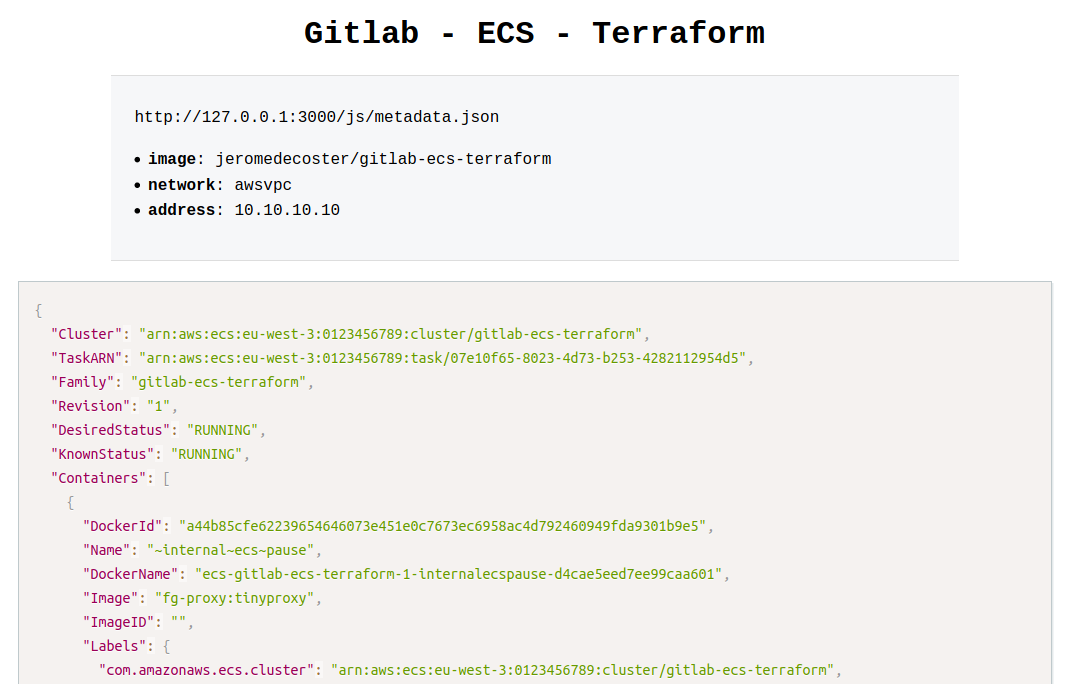 Gitlab - ECS - Terraform
http://127.0.0.1:3000/js/metadata.json
• image: jeromedecoster/gitlab-ecs-terraform
• network: awsvpc
• address: 10.10.10.10
{
"Cluster": "arn:aws:ecs:eu-west-3:0123456789:cluster/gitlab-ecs-terraform",
"TaskARN": "arn:aws:ecs:eu-west-3:0123456789:task/07e10f65-8023-4d73-b253-4282112954d5",
"Family": "gitlab-ecs-terraform",
"Revision": "1",
"DesiredStatus": "RUNNING",
"KnownStatus": "RUNNING",
"Containers": [
{
"DockerId": "a44b85cfe62239654646073e451e0c7673ec6958ac4d792460949fda9301b9e5",
"Name": "~internal~ecs~pause",
"DockerName": "ecs-gitlab-ecs-terraform-1-internalecspause-d4cae5eed7ee99caa601",
"Image": "fg-proxy:tinyproxy",
"ImageID": "",
"Labels": {
"com.amazonaws.ecs.cluster": "arn:aws:ecs:eu-west-3:0123456789:cluster/gitlab-ecs-terraform",